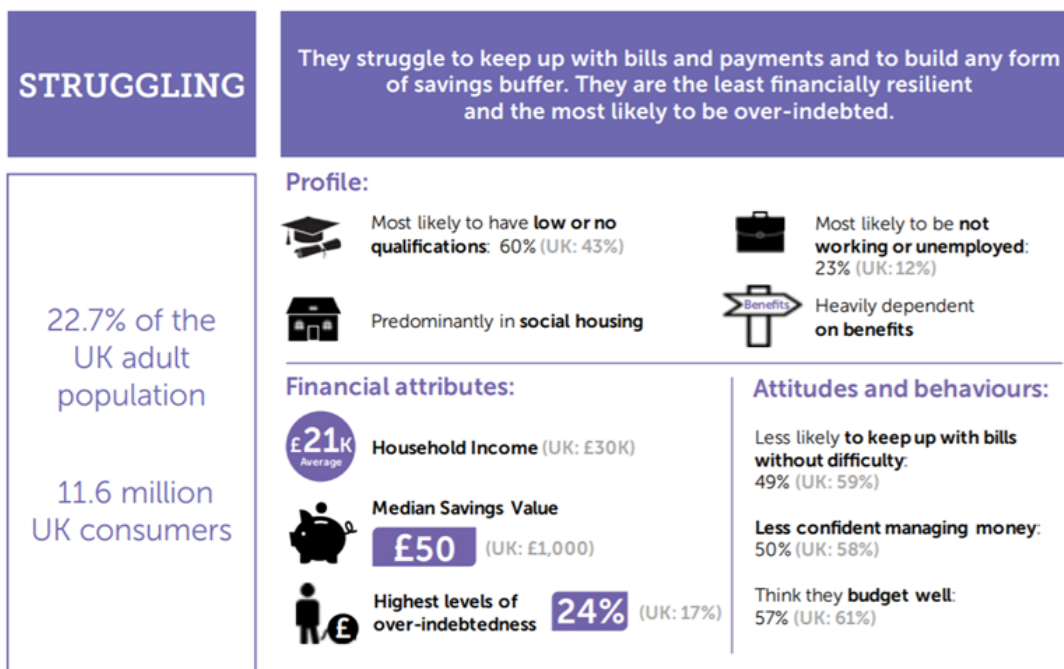 STRUGGLING
They struggle to keep up with bills and payments and to build any form
of savings buffer. They are the least financially resilient
and the most likely to be over-indebted.
22.7% of the
UK adult
population
11.6 million
UK consumers
Profile:
Most likely to have low or no
qualifications: 60% (UK: 43%)
Most likely to be not
working or unemployed:
23% (UK: 12%)
Predominantly in social housing
Benefits
Heavily dependent
on benefits
Financial attributes:
£21K
Average
Household Income (UK: £30K)
Median Savings Value
£50 (UK: £1,000)
£
Highest levels of
over-indebtedness
24% (UK: 17%)
Attitudes and behaviours:
Less likely to keep up with bills
without difficulty:
49% (UK: 59%)
Less confident managing money:
50% (UK: 58%)
Think they budget well:
57% (UK: 61%)